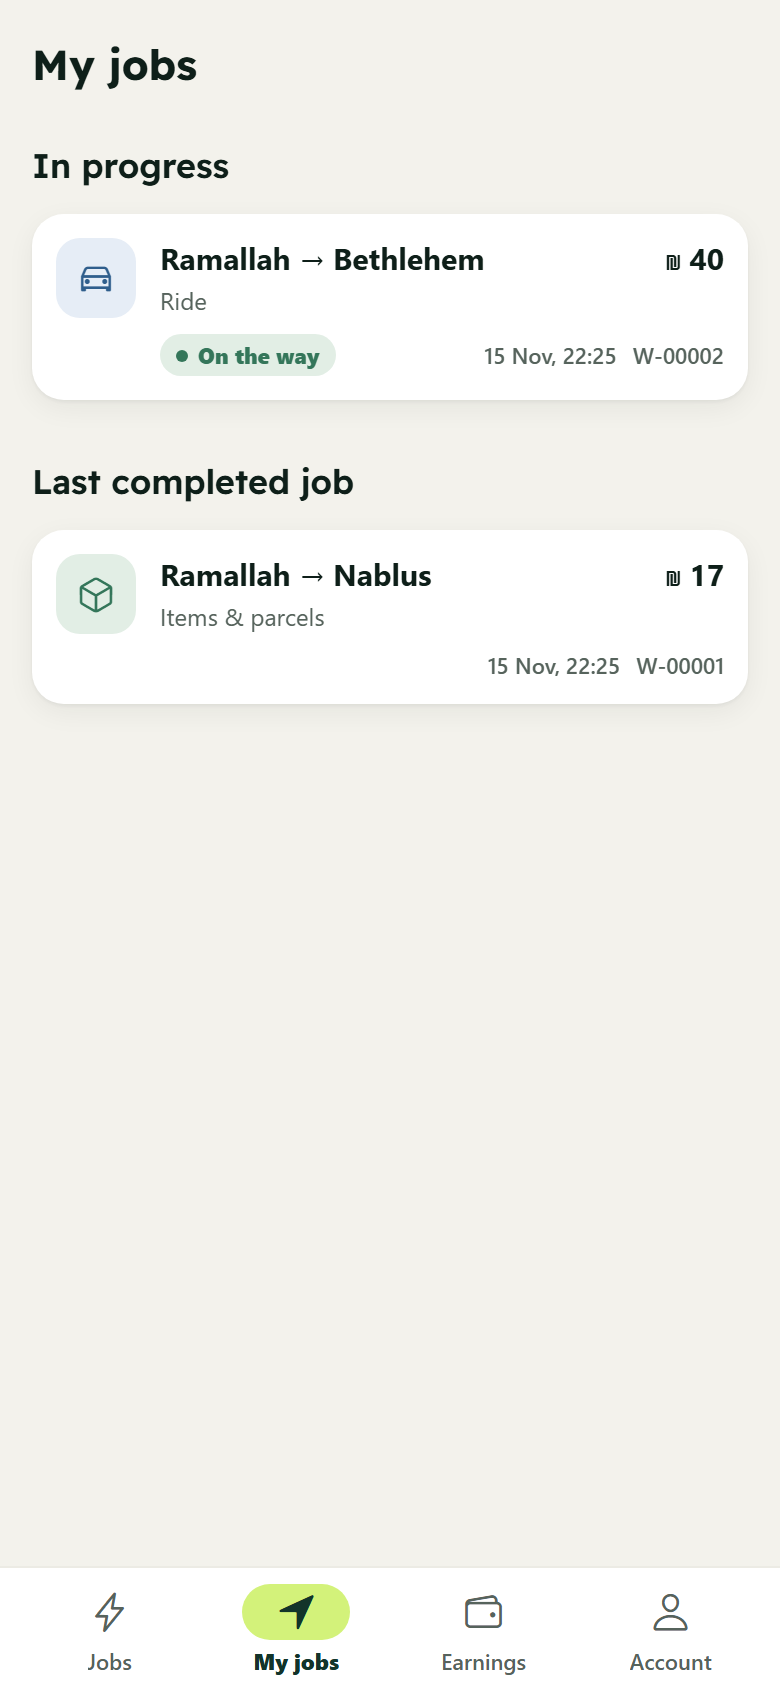 My jobs
In progress
Ramallah → Bethlehem ₪ 40
Ride
On the way 15 Nov, 22:25 W-00002
Last completed job
Ramallah → Nablus ₪ 17
Items & parcels
15 Nov, 22:25 W-00001
Jobs My jobs Earnings Account